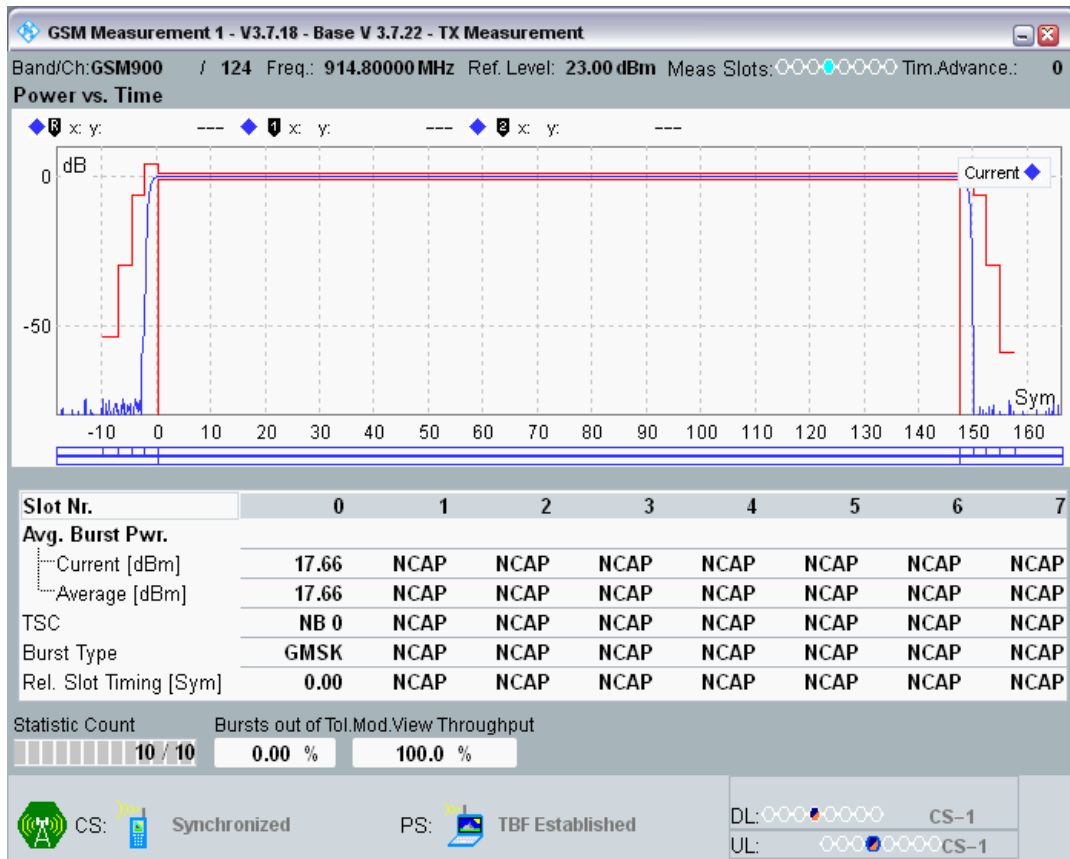 GSM Measurement 1 - V3.7.18 - Base V 3.7.22 - TX Measurement
Band/Ch:GSM900 / 124 Freq.: 914.80000 MHz Ref. Level: 23.00 dBm Meas Slots: Tim.Advance.: 0
Power vs. Time
R x: y: --- 1 x: y: --- 2 x: y: ---
dB
Current
0
-50
Sym
-10 0 10 20 30 40 50 60 70 80 90 100 110 120 130 140 150 160
Slot Nr. 0 1 2 3 4 5 6 7
Avg. Burst Pwr.
Current [dBm] 17.66 NCAP NCAP NCAP NCAP NCAP NCAP NCAP
Average [dBm] 17.66 NCAP NCAP NCAP NCAP NCAP NCAP NCAP
TSC NB 0 NCAP NCAP NCAP NCAP NCAP NCAP NCAP
Burst Type GMSK NCAP NCAP NCAP NCAP NCAP NCAP NCAP
Rel. Slot Timing [Sym] 0.00 NCAP NCAP NCAP NCAP NCAP NCAP NCAP
Statistic Count Bursts out of Tol.Mod.View Throughput
10 / 10 0.00 % 100.0 %
CS: Synchronized PS: TBF Established
DL: CS-1
UL: CS-1